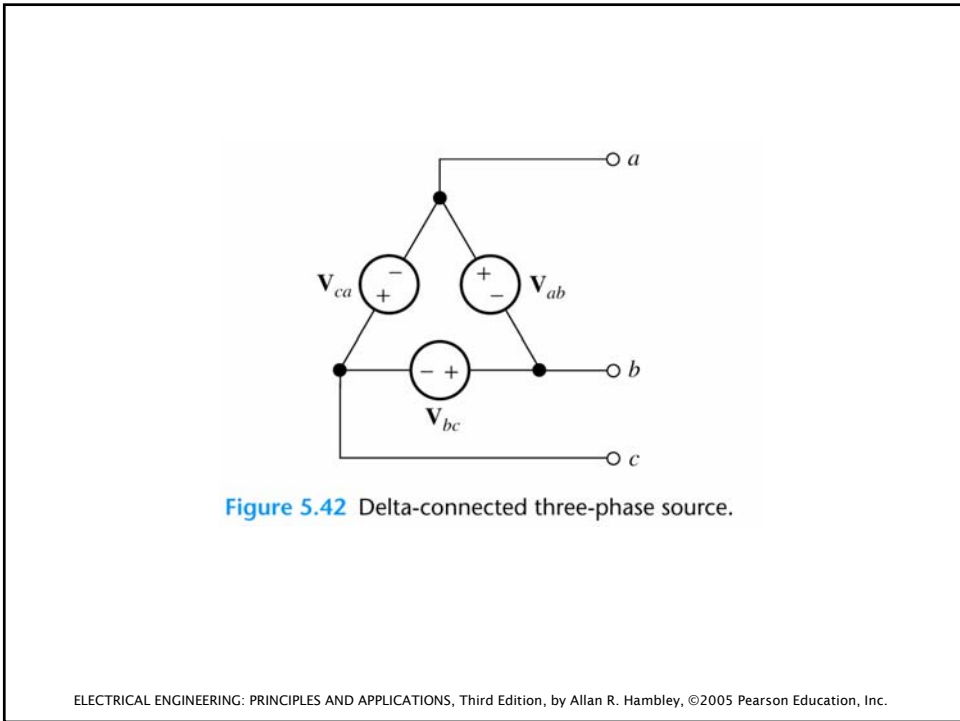 a
− +
V_ca
+ −
V_ab
− +
b
V_bc
c
Figure 5.42 Delta-connected three-phase source.
ELECTRICAL ENGINEERING: PRINCIPLES AND APPLICATIONS, Third Edition, by Allan R. Hambley, ©2005 Pearson Education, Inc.